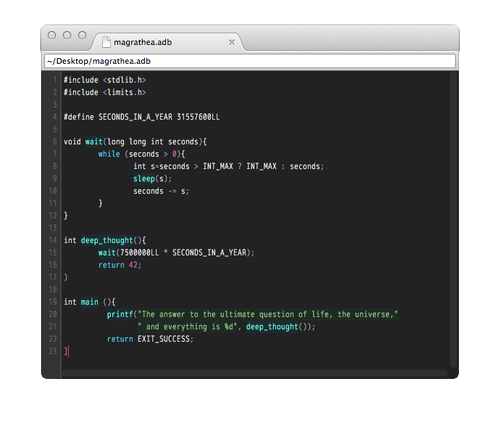 magrathea.adb
~/Desktop/magrathea.adb
1 #include <stdlib.h>
2 #include <limits.h>
3
4 #define SECONDS_IN_A_YEAR 31557600LL
5
6 void wait(long long int seconds){
7 while (seconds > 0){
8 int s=seconds > INT_MAX ? INT_MAX : seconds;
9 sleep(s);
10 seconds -= s;
11 }
12 }
13
14 int deep_thought(){
15 wait(7500000LL * SECONDS_IN_A_YEAR);
16 return 42;
17 )
18
19 int main (){
20 printf("The answer to the ultimate question of life, the universe,"
21 " and everything is %d", deep_thought());
22 return EXIT_SUCCESS;
23 ]